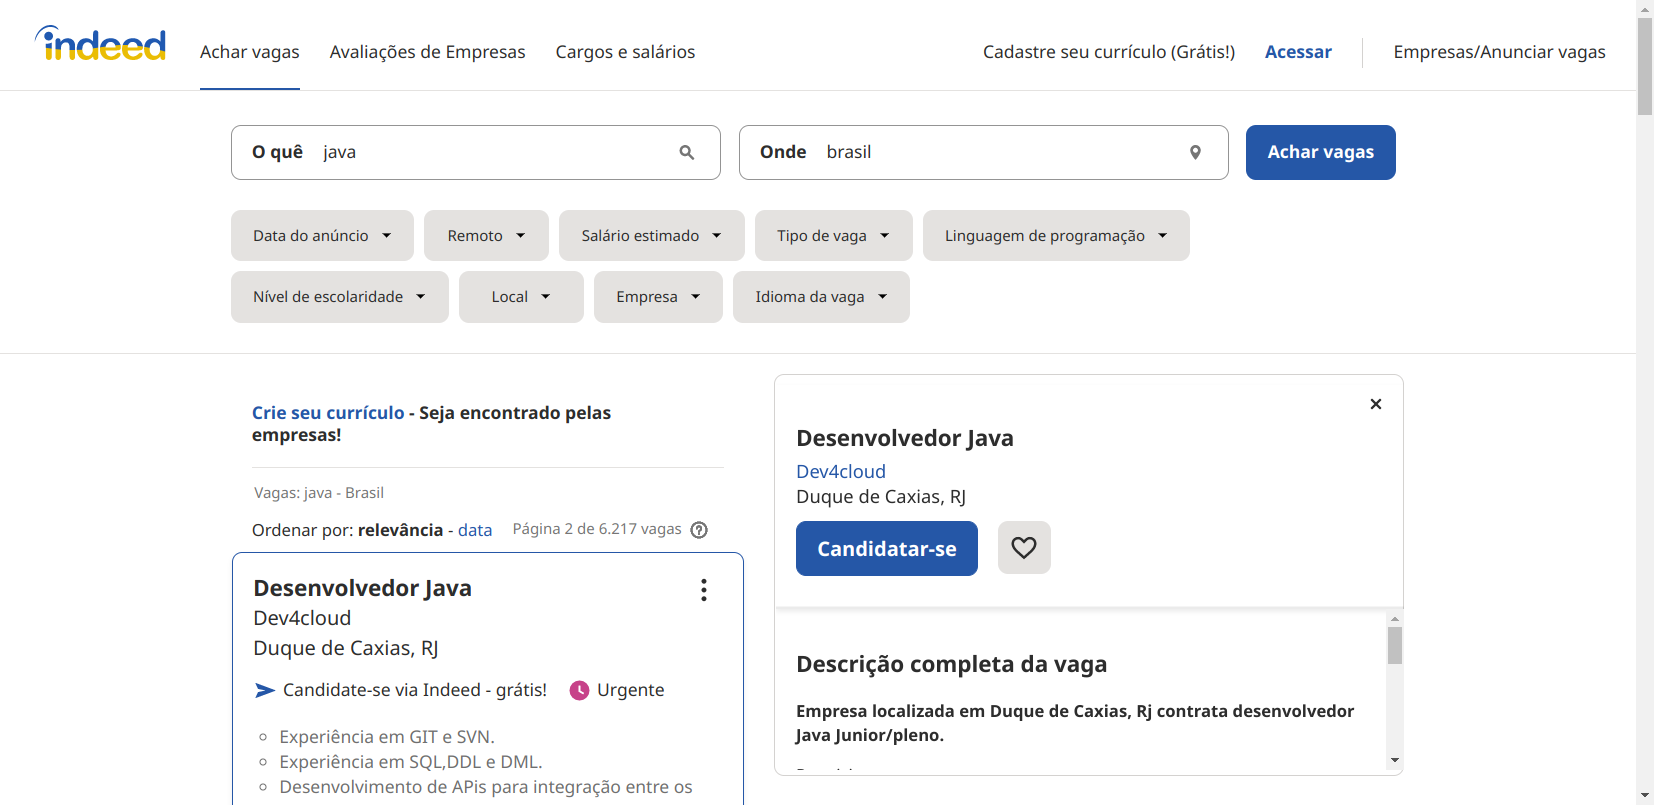 indeed
Achar vagas
Avaliações de Empresas
Cargos e salários
Cadastre seu currículo (Grátis!)
Acessar
Empresas/Anunciar vagas
O quê java
Onde brasil
Achar vagas
Data do anúncio
Remoto
Salário estimado
Tipo de vaga
Linguagem de programação
Nível de escolaridade
Local
Empresa
Idioma da vaga
Crie seu currículo - Seja encontrado pelas
empresas!
Vagas: java - Brasil
Ordenar por: relevância - data
Página 2 de 6.217 vagas
Desenvolvedor Java
Dev4cloud
Duque de Caxias, RJ
Candidate-se via Indeed - grátis!
Urgente
Experiência em GIT e SVN.
Experiência em SQL,DDL e DML.
Desenvolvimento de APis para integração entre os
Desenvolvedor Java
Dev4cloud
Duque de Caxias, RJ
Candidatar-se
Descrição completa da vaga
Empresa localizada em Duque de Caxias, Rj contrata desenvolvedor
Java Junior/pleno.